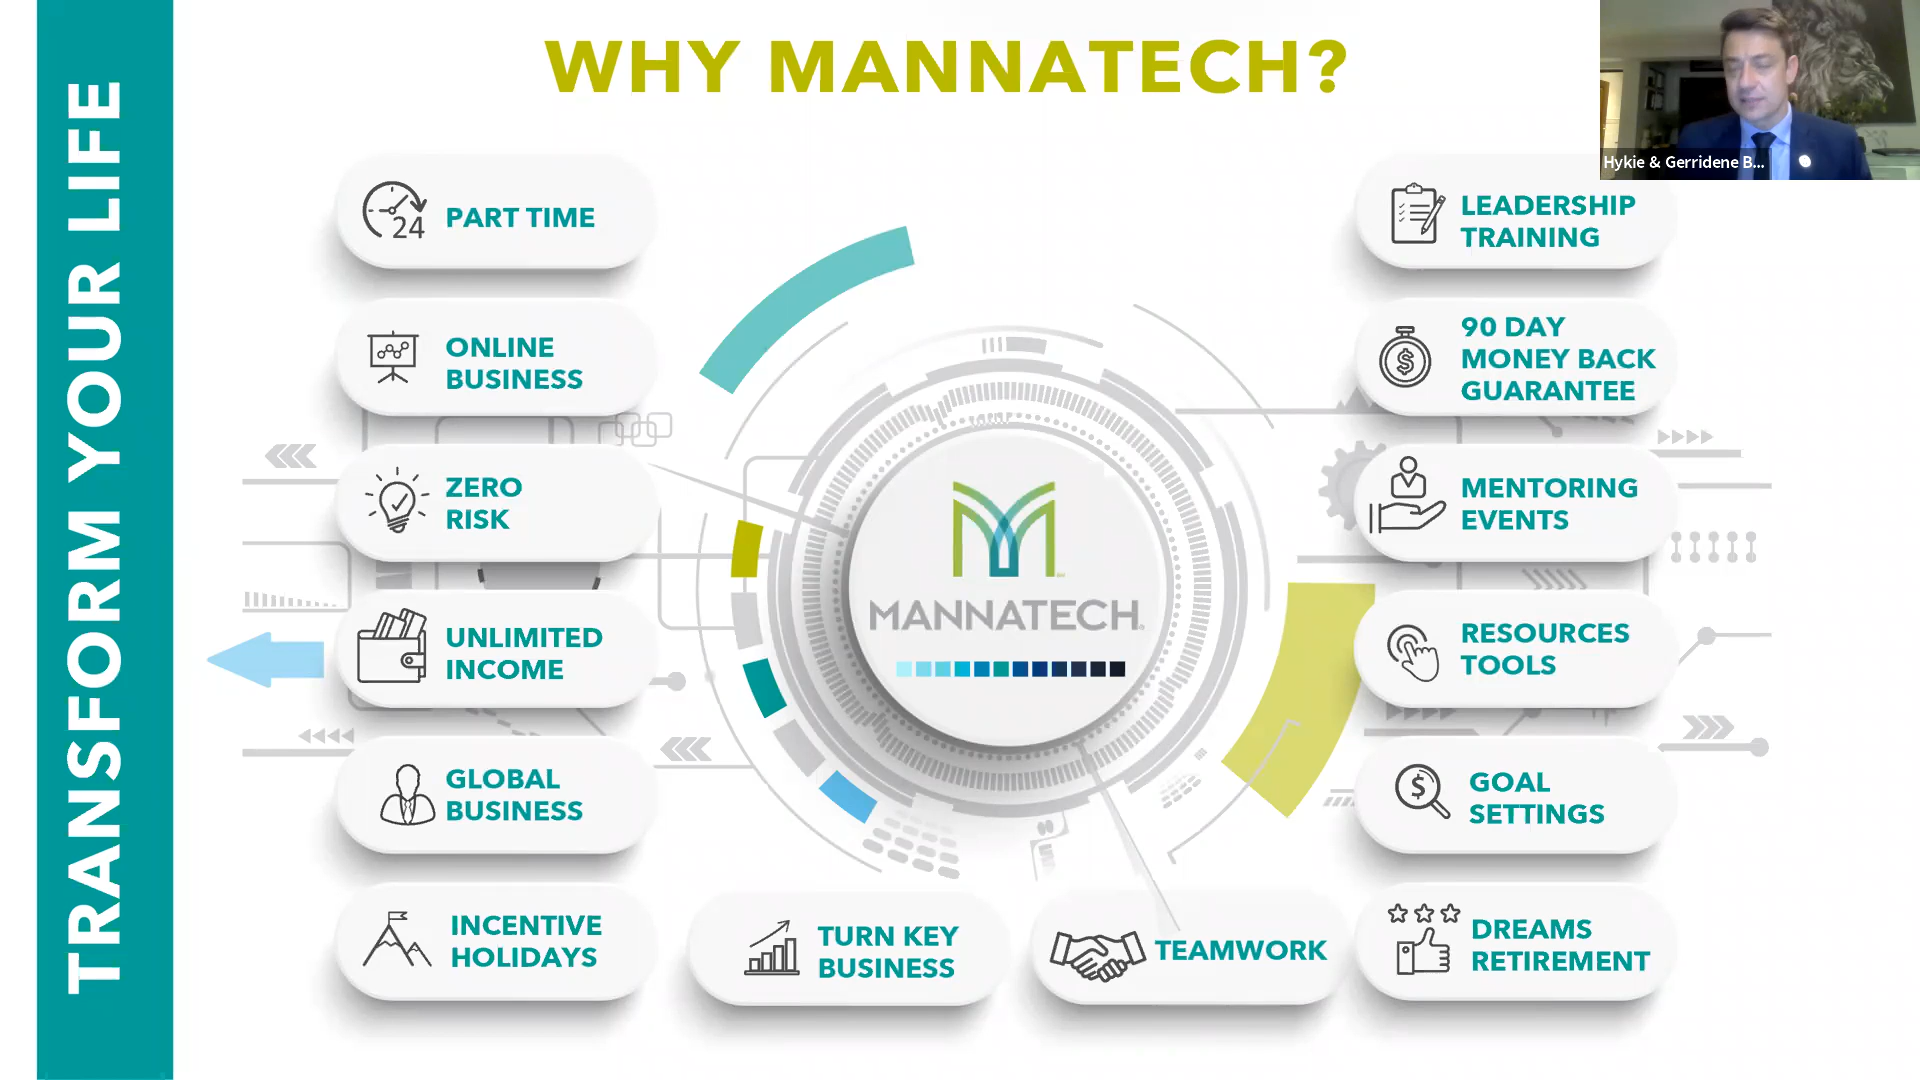 TRANSFORM YOUR LIFE
WHY MANNATECH?
Hykie & Gerridene B...
24
PART TIME
ONLINE
BUSINESS
ZERO
RISK
UNLIMITED
INCOME
GLOBAL
BUSINESS
INCENTIVE
HOLIDAYS
MANNATECH
TURN KEY
BUSINESS
TEAMWORK
LEADERSHIP
TRAINING
$
90 DAY
MONEY BACK
GUARANTEE
MENTORING
EVENTS
RESOURCES
TOOLS
$
GOAL
SETTINGS
DREAMS
RETIREMENT